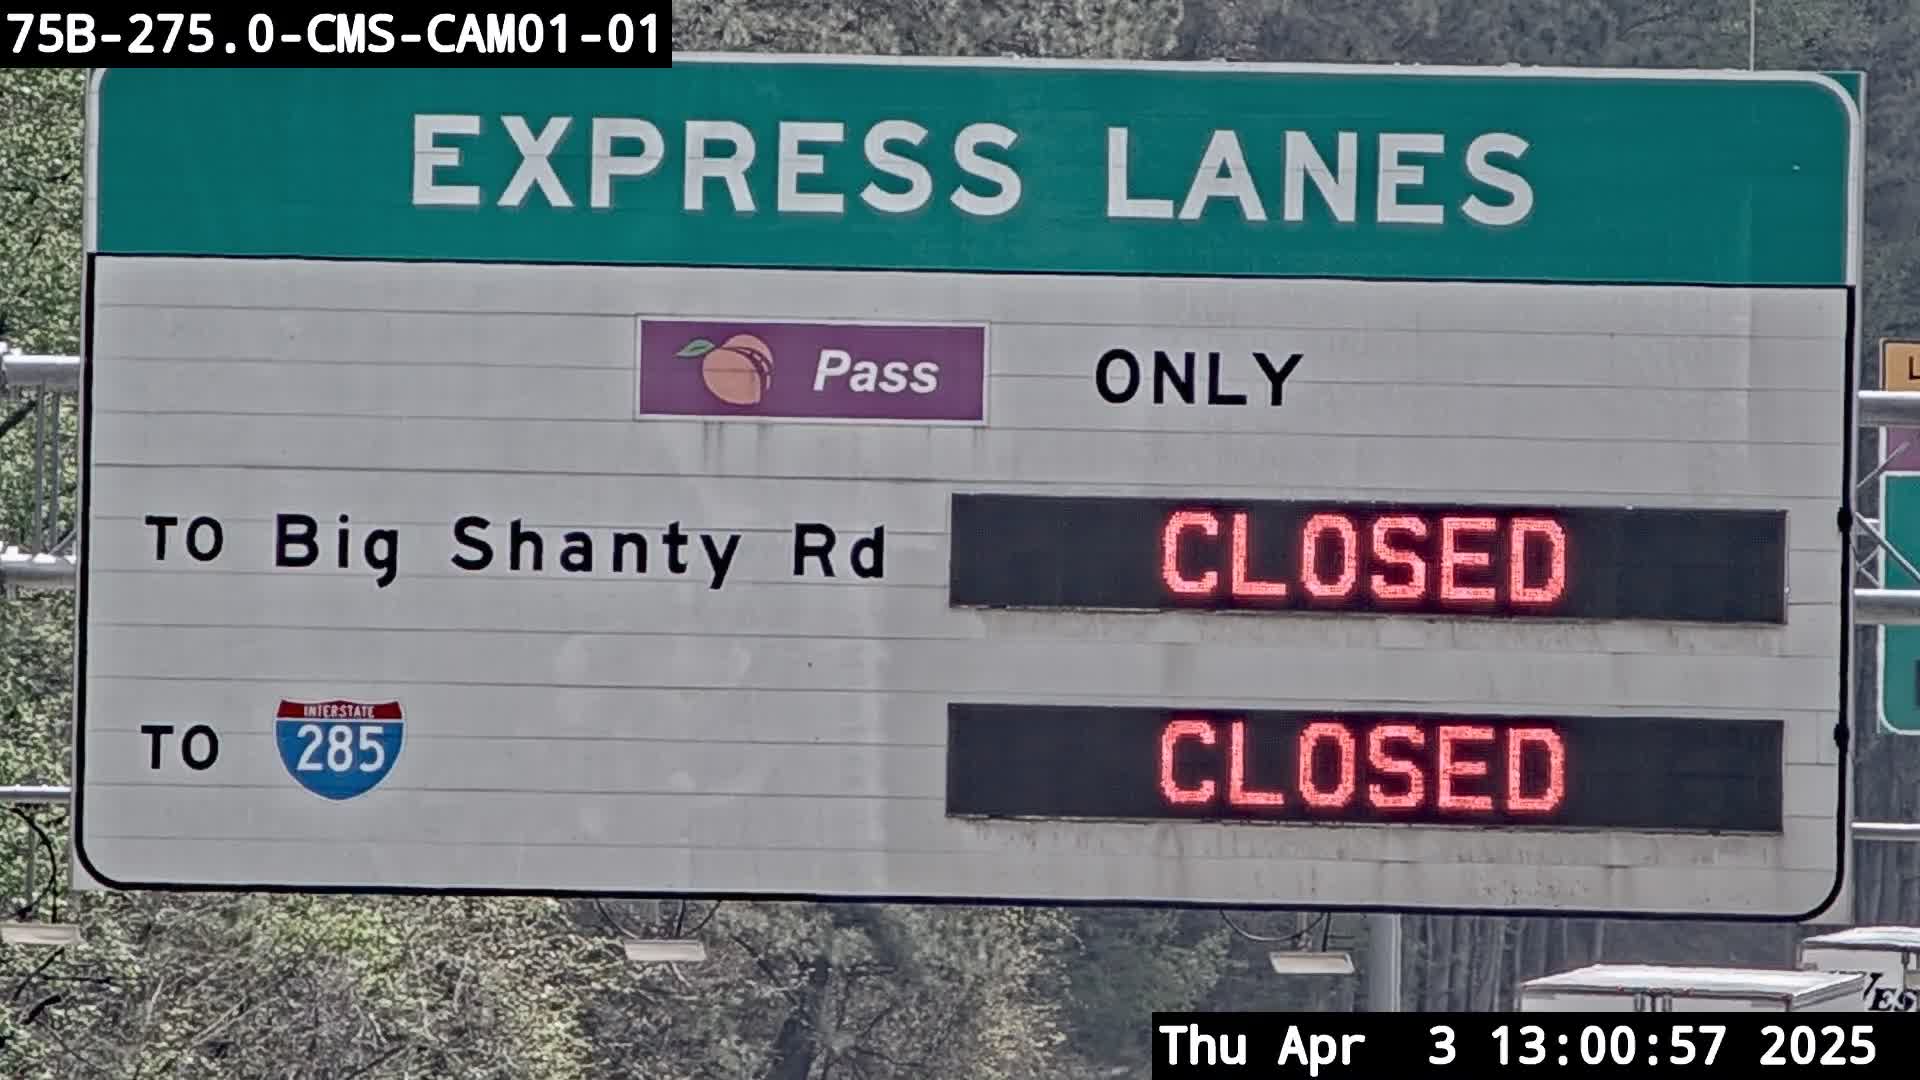 75B-275.0-CMS-CAM01-01
EXPRESS LANES
Pass ONLY
TO Big Shanty Rd CLOSED
TO INTERSTATE 285 CLOSED
Thu Apr 3 13:00:57 2025